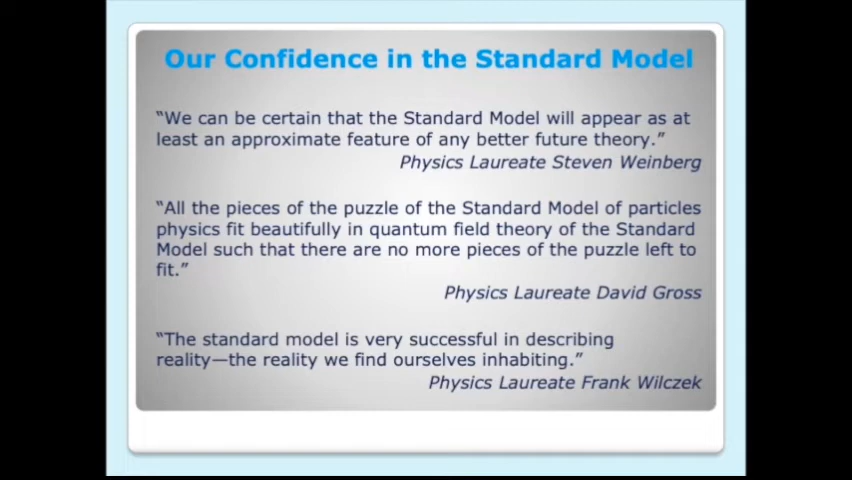 Our Confidence in the Standard Model
“We can be certain that the Standard Model will appear as at
least an approximate feature of any better future theory.”
Physics Laureate Steven Weinberg
“All the pieces of the puzzle of the Standard Model of particles
physics fit beautifully in quantum field theory of the Standard
Model such that there are no more pieces of the puzzle left to
fit.”
Physics Laureate David Gross
“The standard model is very successful in describing
reality—the reality we find ourselves inhabiting.”
Physics Laureate Frank Wilczek